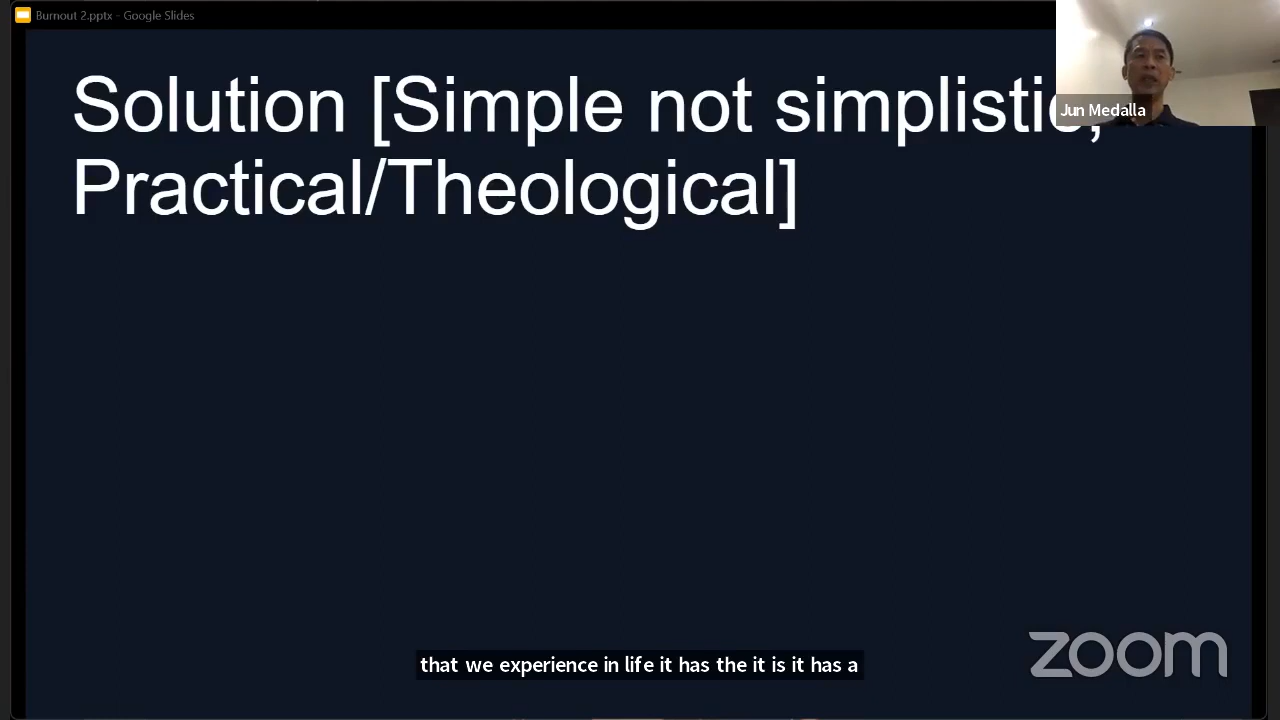 Burnout 2.pptx - Google Slides
Solution [Simple not simplistic,
Practical/Theological]
Jun Medalla
that we experience in life it has the it is it has a
zoom